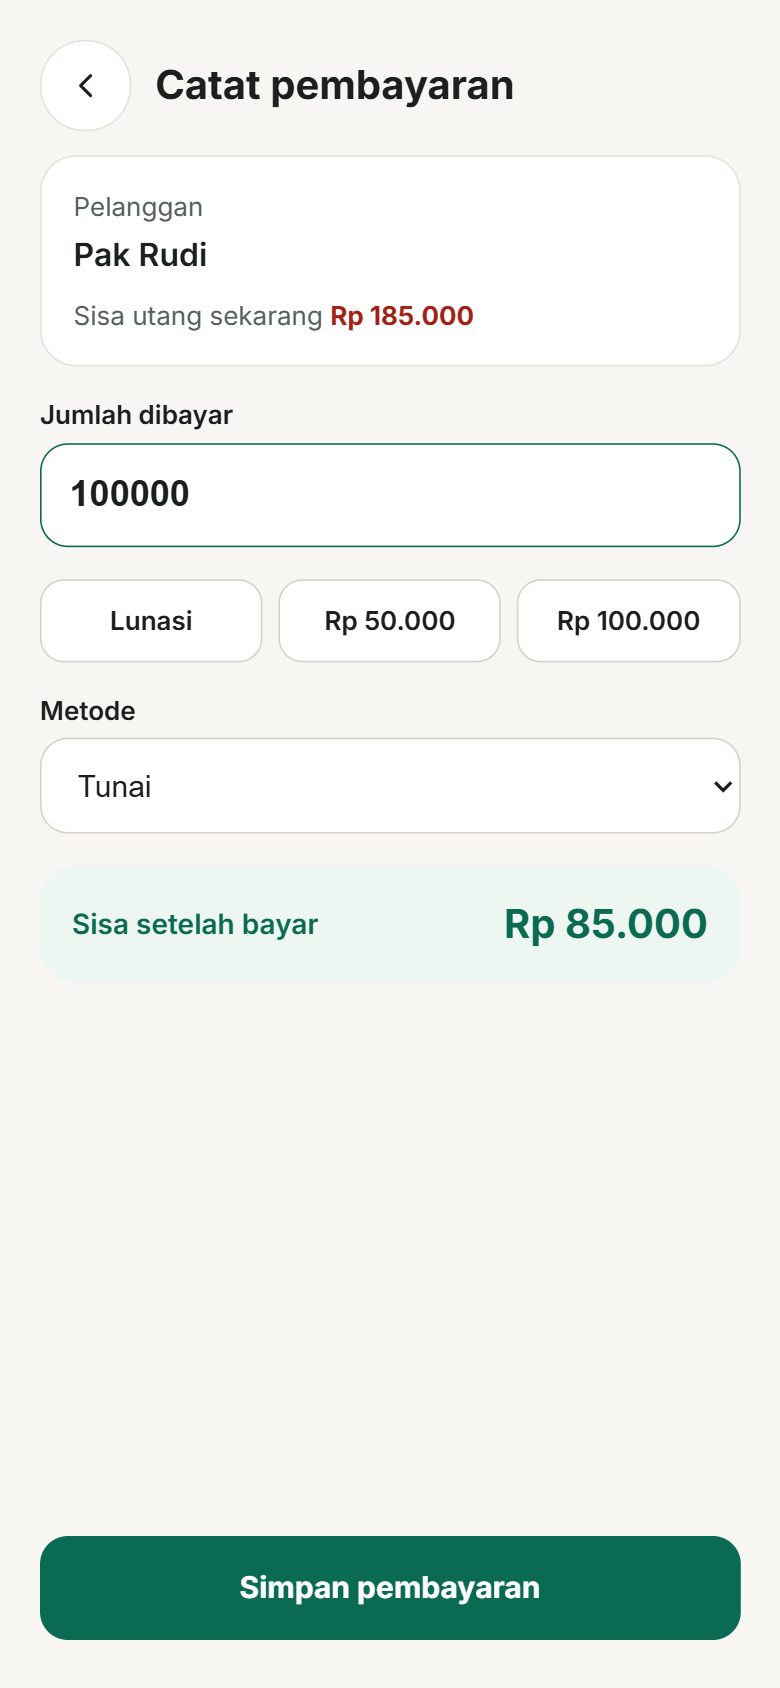 Catat pembayaran
Pelanggan
Pak Rudi
Sisa utang sekarang Rp 185.000
Jumlah dibayar
100000
Lunasi
Rp 50.000
Rp 100.000
Metode
Tunai
Sisa setelah bayar
Rp 85.000
Simpan pembayaran